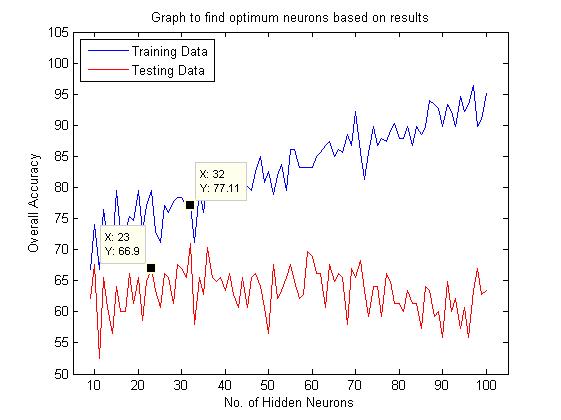 Graph to find optimum neurons based on results
Training Data
Testing Data
105
100
95
90
85
80
75
70
65
60
55
50
X: 32
Y: 77.11
X: 23
Y: 66.9
Overall Accuracy
10 20 30 40 50 60 70 80 90 100
No. of Hidden Neurons